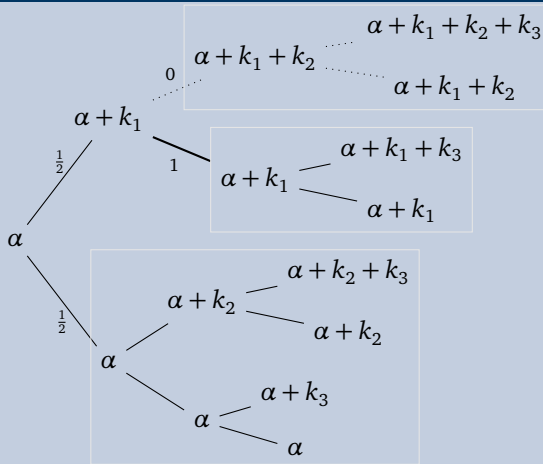 α + k₁ + k₂ + k₃
α + k₁ + k₂
0
α + k₁ + k₂
α + k₁
½
1
α + k₁ + k₃
α + k₁
α + k₁
α
α + k₂ + k₃
α + k₂
½
α + k₂
α
α + k₃
α
α